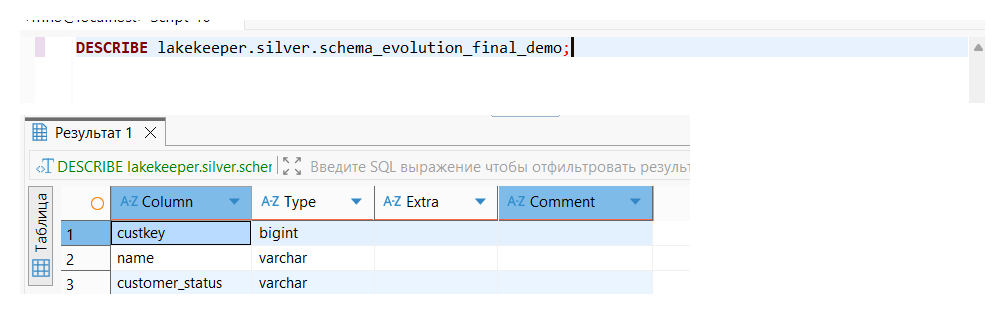 DESCRIBE lakekeeper.silver.schema_evolution_final_demo;
Результат 1
DESCRIBE lakekeeper.silver.scher Введите SQL выражение чтобы отфильтровать результ
Таблица
A-Z Column A-Z Type A-Z Extra A-Z Comment
1 custkey bigint
2 name varchar
3 customer_status varchar